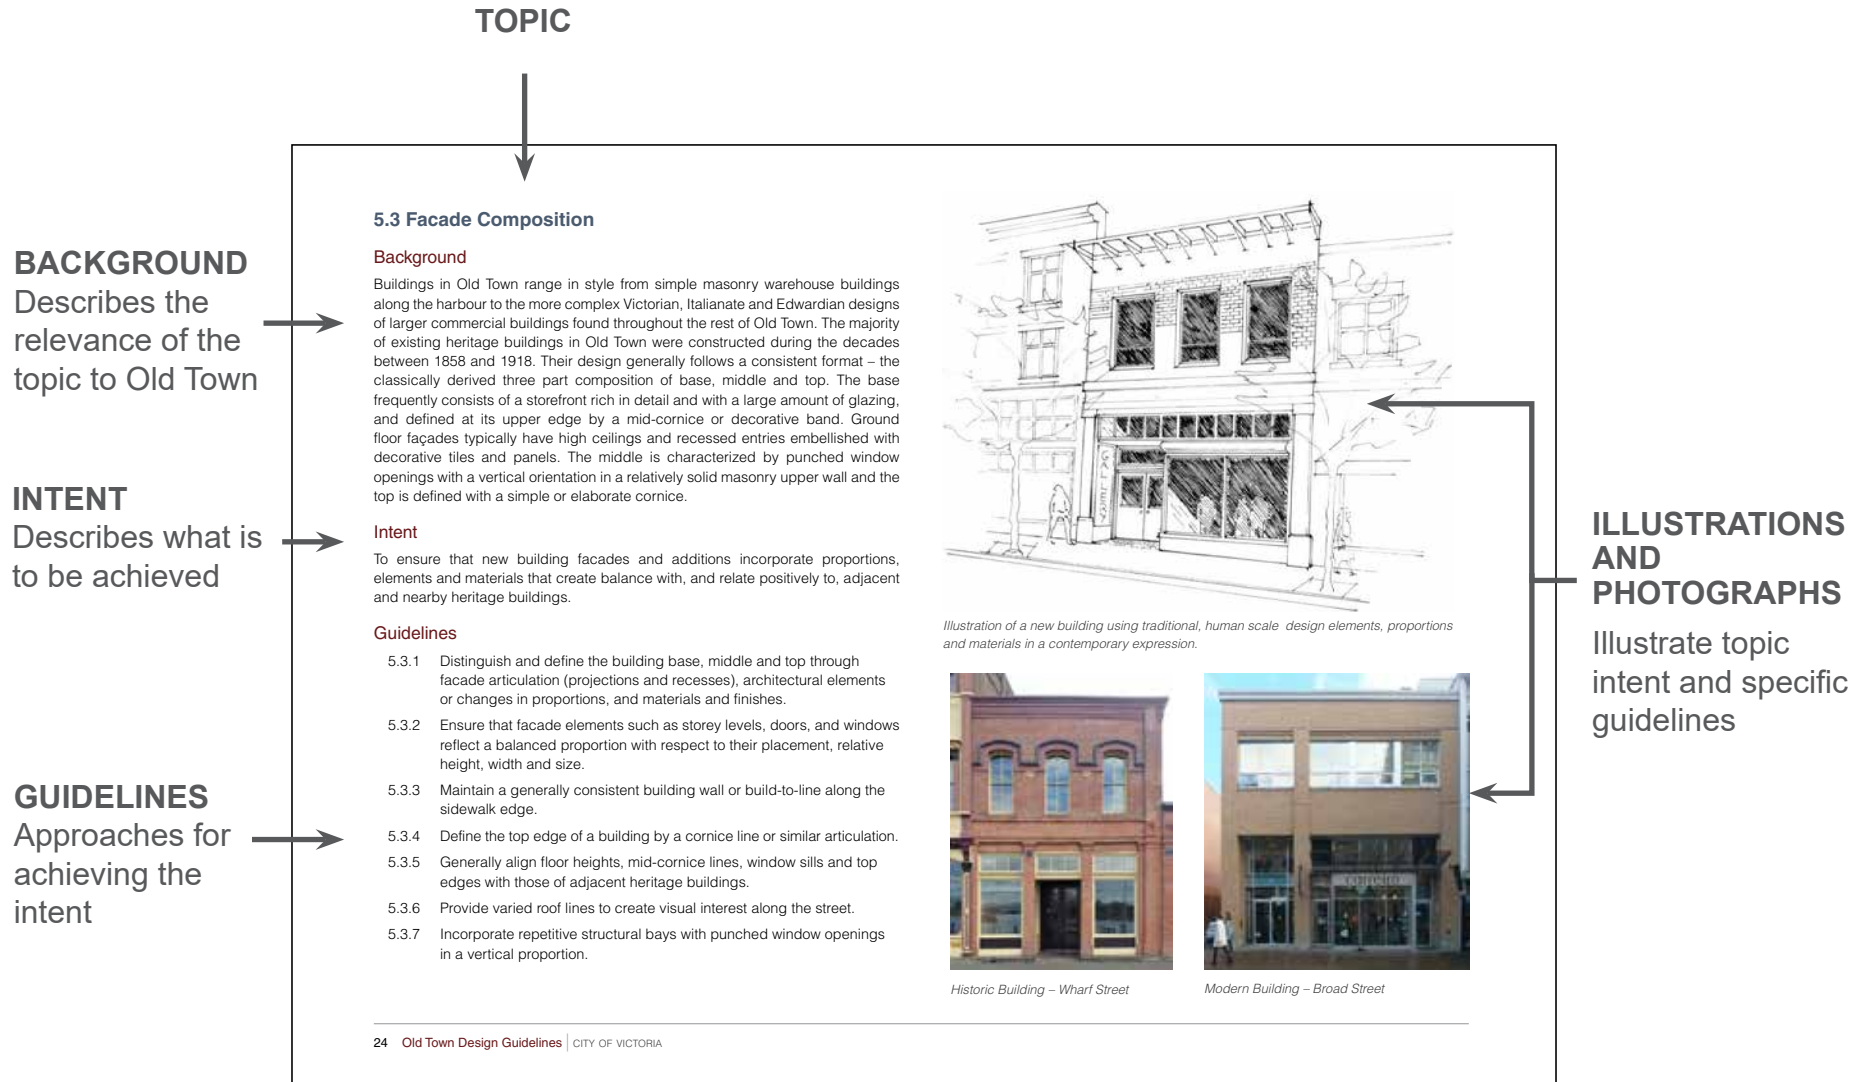 TOPIC
BACKGROUND
Describes the
relevance of the
topic to Old Town
INTENT
Describes what is
to be achieved
GUIDELINES
Approaches for
achieving the
intent
5.3 Facade Composition
Background
Buildings in Old Town range in style from simple masonry warehouse buildings
along the harbour to the more complex Victorian, Italianate and Edwardian designs
of larger commercial buildings found throughout the rest of Old Town. The majority
of existing heritage buildings in Old Town were constructed during the decades
between 1858 and 1918. Their design generally follows a consistent format – the
classically derived three part composition of base, middle and top. The base
frequently consists of a storefront rich in detail and with a large amount of glazing,
and defined at its upper edge by a mid-cornice or decorative band. Ground
floor façades typically have high ceilings and recessed entries embellished with
decorative tiles and panels. The middle is characterized by punched window
openings with a vertical orientation in a relatively solid masonry upper wall and the
top is defined with a simple or elaborate cornice.
Intent
To ensure that new building facades and additions incorporate proportions,
elements and materials that create balance with, and relate positively to, adjacent
and nearby heritage buildings.
Guidelines
5.3.1 Distinguish and define the building base, middle and top through
facade articulation (projections and recesses), architectural elements
or changes in proportions, and materials and finishes.
5.3.2 Ensure that facade elements such as storey levels, doors, and windows
reflect a balanced proportion with respect to their placement, relative
height, width and size.
5.3.3 Maintain a generally consistent building wall or build-to-line along the
sidewalk edge.
5.3.4 Define the top edge of a building by a cornice line or similar articulation.
5.3.5 Generally align floor heights, mid-cornice lines, window sills and top
edges with those of adjacent heritage buildings.
5.3.6 Provide varied roof lines to create visual interest along the street.
5.3.7 Incorporate repetitive structural bays with punched window openings
in a vertical proportion.
GALLERY
Illustration of a new building using traditional, human scale design elements, proportions
and materials in a contemporary expression.
Historic Building – Wharf Street
Modern Building – Broad Street
ILLUSTRATIONS
AND
PHOTOGRAPHS
Illustrate topic
intent and specific
guidelines
24 Old Town Design Guidelines | CITY OF VICTORIA